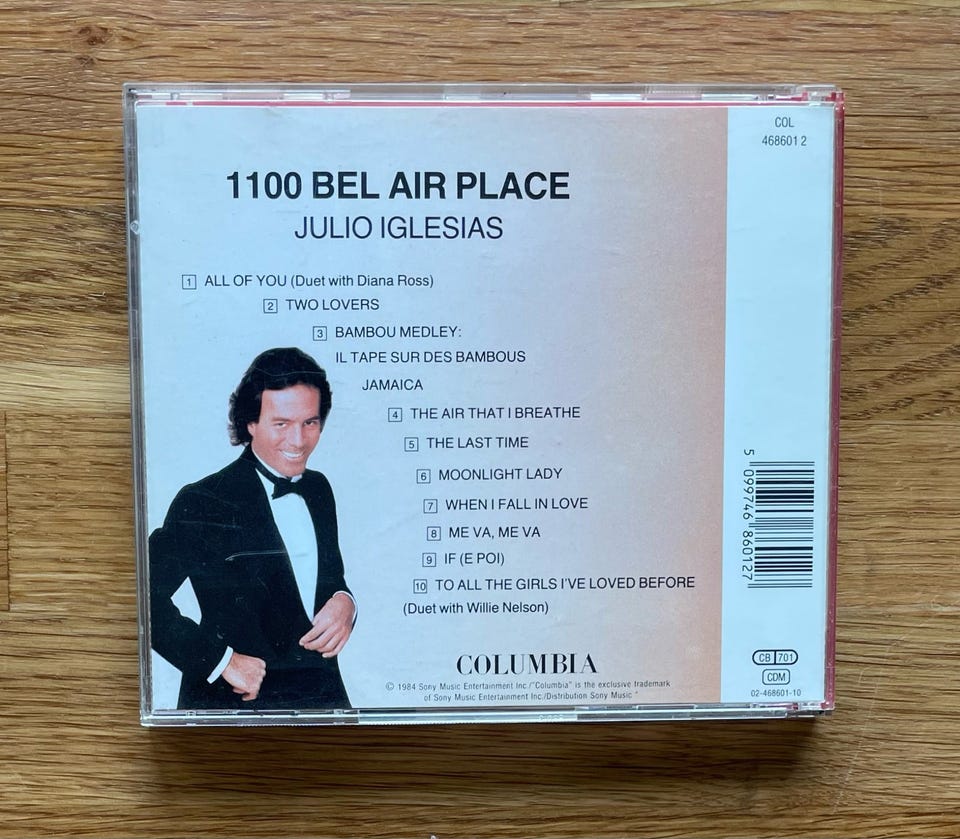 COL
468601 2
1100 BEL AIR PLACE
JULIO IGLESIAS
1 ALL OF YOU (Duet with Diana Ross)
2 TWO LOVERS
3 BAMBOU MEDLEY:
IL TAPE SUR DES BAMBOUS
JAMAICA
4 THE AIR THAT I BREATHE
5 THE LAST TIME
6 MOONLIGHT LADY
7 WHEN I FALL IN LOVE
8 ME VA, ME VA
9 IF (E POI)
10 TO ALL THE GIRLS I'VE LOVED BEFORE
(Duet with Willie Nelson)
5 099746 860127
COLUMBIA
© 1984 Sony Music Entertainment Inc./"Columbia" is the exclusive trademark
of Sony Music Entertainment Inc./Distribution Sony Music "
CB 701
CDM
02-468601-10